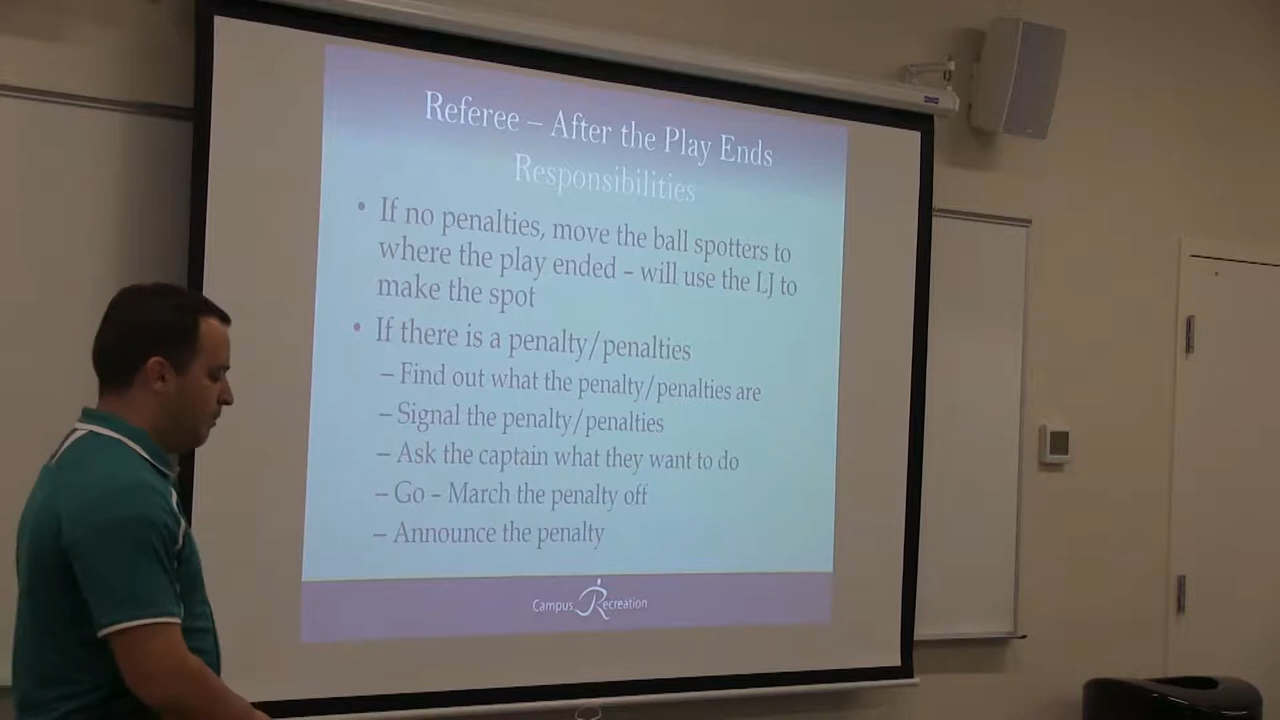 Referee – After the Play Ends
Responsibilities
• If no penalties, move the ball spotters to
where the play ended – will use the LJ to
make the spot
• If there is a penalty/penalties
– Find out what the penalty/penalties are
– Signal the penalty/penalties
– Ask the captain what they want to do
– Go – March the penalty off
– Announce the penalty
Campus Recreation